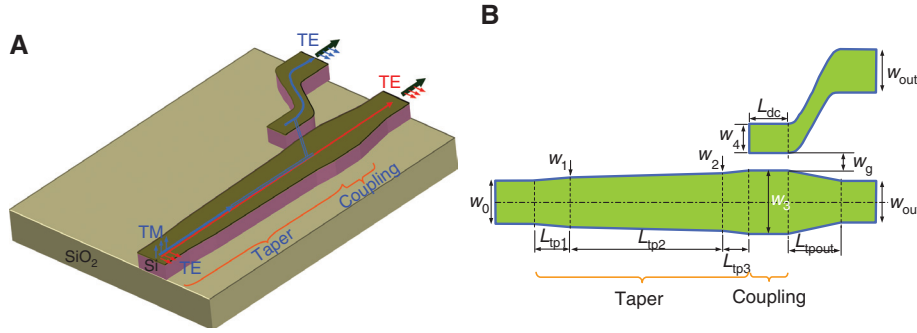 A
TE
TE
Coupling
Taper
TM
Si
TE
SiO2
B
wout
Ldc
w4
w1
w2
wg
w0
w3
wou
Ltp1
Ltp2
Ltp3
Ltpout
Taper
Coupling